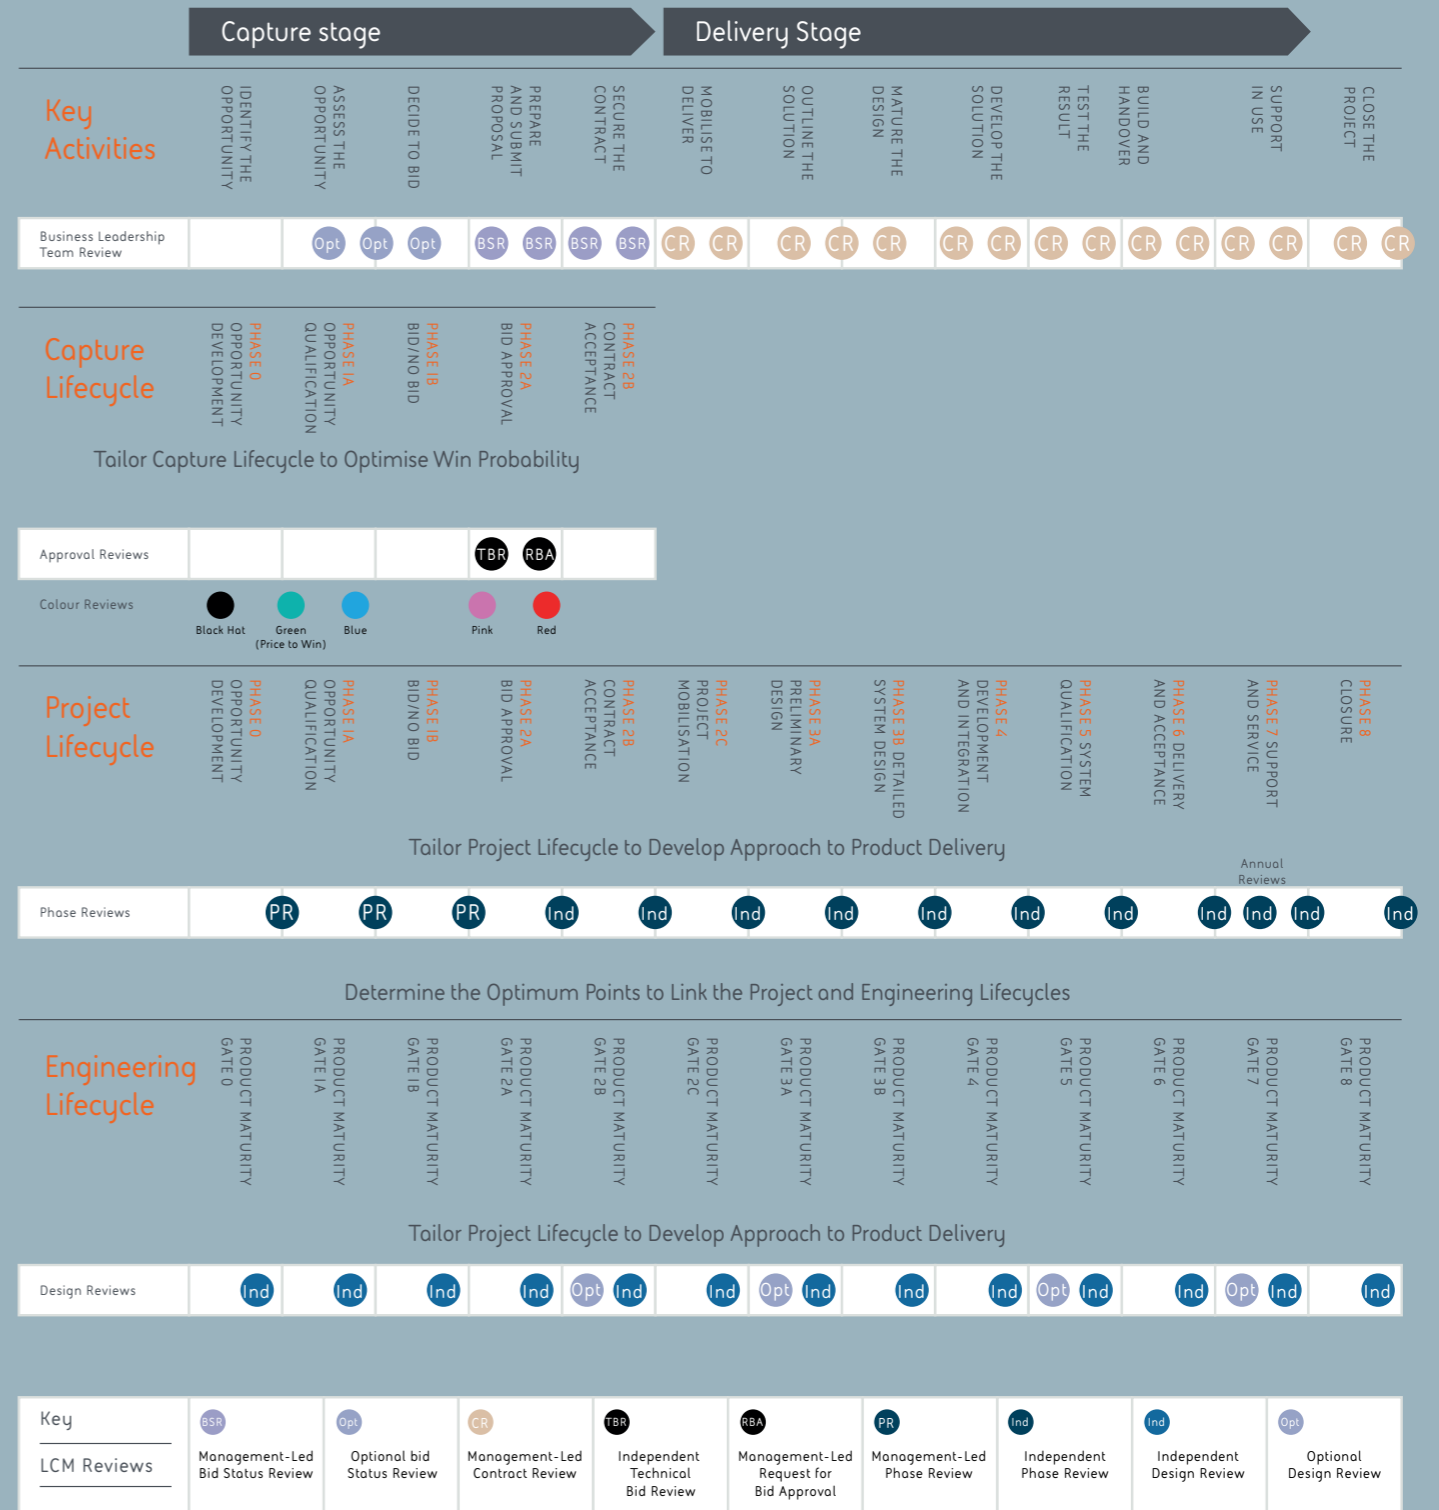 Capture stage
Delivery Stage
Key
Activities
IDENTIFY THE
OPPORTUNITY
ASSESS THE
OPPORTUNITY
DECIDE TO BID
PREPARE
AND SUBMIT
PROPOSAL
SECURE THE
CONTRACT
MOBILISE TO
DELIVER
OUTLINE THE
SOLUTION
MATURE THE
DESIGN
DEVELOP THE
SOLUTION
TEST THE
RESULT
BUILD AND
HANDOVER
SUPPORT
IN USE
CLOSE THE
PROJECT
Business Leadership
Team Review
Opt Opt Opt BSR BSR BSR BSR CR CR CR CR CR CR CR CR CR CR CR CR CR CR CR
Capture
Lifecycle
PHASE 0
OPPORTUNITY
DEVELOPMENT
PHASE 1A
OPPORTUNITY
QUALIFICATION
PHASE 1B
BID/NO BID
PHASE 2A
BID APPROVAL
PHASE 2B
CONTRACT
ACCEPTANCE
Tailor Capture Lifecycle to Optimise Win Probability
Approval Reviews
TBR RBA
Colour Reviews
Black Hat
Green
(Price to Win)
Blue
Pink
Red
Project
Lifecycle
PHASE 0
OPPORTUNITY
DEVELOPMENT
PHASE 1A
OPPORTUNITY
QUALIFICATION
PHASE 1B
BID/NO BID
PHASE 2A
BID APPROVAL
PHASE 2B
CONTRACT
ACCEPTANCE
PHASE 2C
PROJECT
MOBILISATION
PHASE 3A
PRELIMINARY
DESIGN
PHASE 3B DETAILED
SYSTEM DESIGN
PHASE 4
DEVELOPMENT
AND INTEGRATION
PHASE 5 SYSTEM
QUALIFICATION
PHASE 6 DELIVERY
AND ACCEPTANCE
PHASE 7 SUPPORT
AND SERVICE
PHASE 8
CLOSURE
Tailor Project Lifecycle to Develop Approach to Product Delivery
Annual
Reviews
Phase Reviews
PR PR PR Ind Ind Ind Ind Ind Ind Ind Ind Ind Ind Ind
Determine the Optimum Points to Link the Project and Engineering Lifecycles
Engineering
Lifecycle
PRODUCT MATURITY
GATE 0
PRODUCT MATURITY
GATE 1A
PRODUCT MATURITY
GATE 1B
PRODUCT MATURITY
GATE 2A
PRODUCT MATURITY
GATE 2B
PRODUCT MATURITY
GATE 2C
PRODUCT MATURITY
GATE 3A
PRODUCT MATURITY
GATE 3B
PRODUCT MATURITY
GATE 4
PRODUCT MATURITY
GATE 5
PRODUCT MATURITY
GATE 6
PRODUCT MATURITY
GATE 7
PRODUCT MATURITY
GATE 8
Tailor Project Lifecycle to Develop Approach to Product Delivery
Design Reviews
Ind Ind Ind Ind Opt Ind Ind Opt Ind Ind Ind Opt Ind Ind Opt Ind Ind
Key
LCM Reviews
BSR
Management-Led
Bid Status Review
Opt
Optional bid
Status Review
CR
Management-Led
Contract Review
TBR
Independent
Technical
Bid Review
RBA
Management-Led
Request for
Bid Approval
PR
Management-Led
Phase Review
Ind
Independent
Phase Review
Ind
Independent
Design Review
Opt
Optional
Design Review